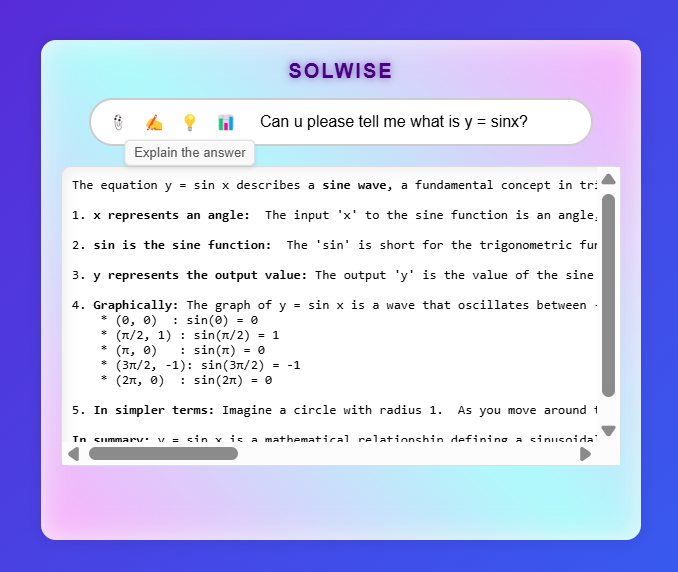 SOLWISE
Can u please tell me what is y = sinx?
Explain the answer
The equation y = sin x describes a sine wave, a fundamental concept in
1. x represents an angle:  The input 'x' to the sine function is an angle,
2. sin is the sine function:  The 'sin' is short for the trigonometric
3. y represents the output value: The output 'y' is the value of the sine
4. Graphically: The graph of y = sin x is a wave that oscillates between
* (0, 0)  : sin(0) = 0
* (π/2, 1) : sin(π/2) = 1
* (π, 0)   : sin(π) = 0
* (3π/2, -1): sin(3π/2) = -1
* (2π, 0)  : sin(2π) = 0
5. In simpler terms: Imagine a circle with radius 1.  As you move around
In summary: y = sin x is a mathematical relationship defining a sinusoidal